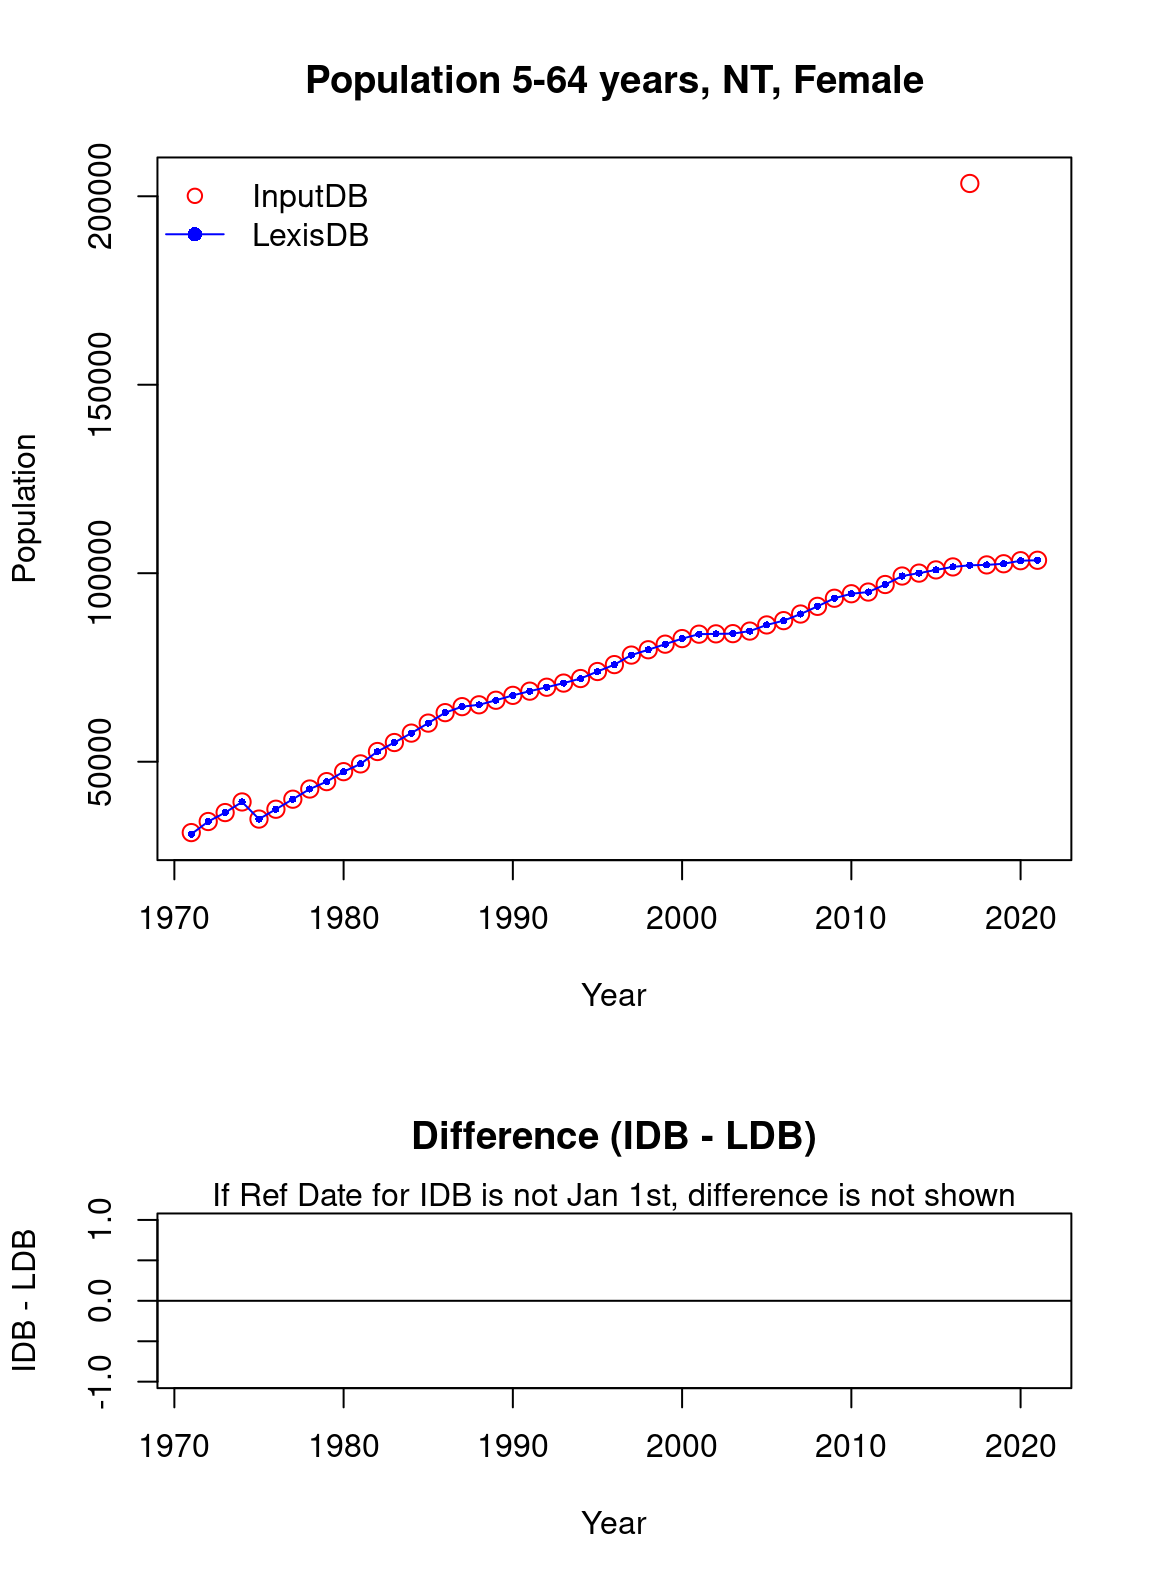 Population 5-64 years, NT, Female
InputDB
LexisDB
Population
200000
150000
100000
50000
1970 1980 1990 2000 2010 2020
Year
Difference (IDB - LDB)
If Ref Date for IDB is not Jan 1st, difference is not shown
IDB - LDB
1.0
0.0
-1.0
1970 1980 1990 2000 2010 2020
Year